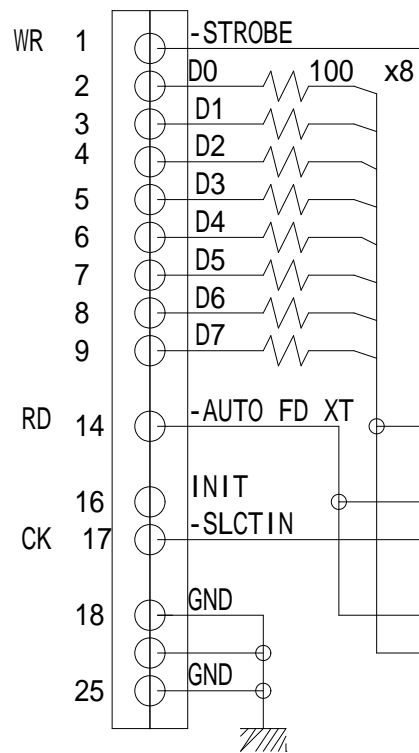 WR 1 -STROBE
2 D0 100 x8
3 D1
4 D2
5 D3
6 D4
7 D5
8 D6
9 D7
RD 14 -AUTO FD XT
16 INIT
CK 17 -SLCTIN
18 GND
25 GND